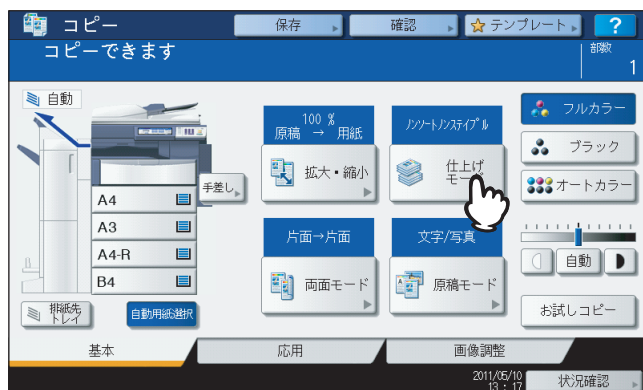 コピー
保存
確認
テンプレート
?
コピーできます
部数
1
自動
100 %
原稿 → 用紙
ノンソートノンステイプル
フルカラー
拡大・縮小
仕上げ
モード
ブラック
手差し
オートカラー
A4
A3
A4-R
B4
片面→片面
文字/写真
両面モード
原稿モード
自動
排紙先
トレイ
自動用紙選択
お試しコピー
基本
応用
画像調整
2011/05/10
13 : 17
状況確認